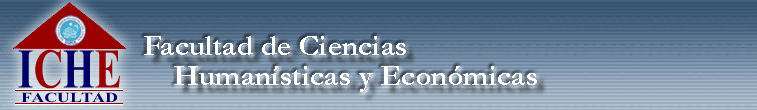 ICHE
FACULTAD
Facultad de Ciencias
Humanísticas y Económicas